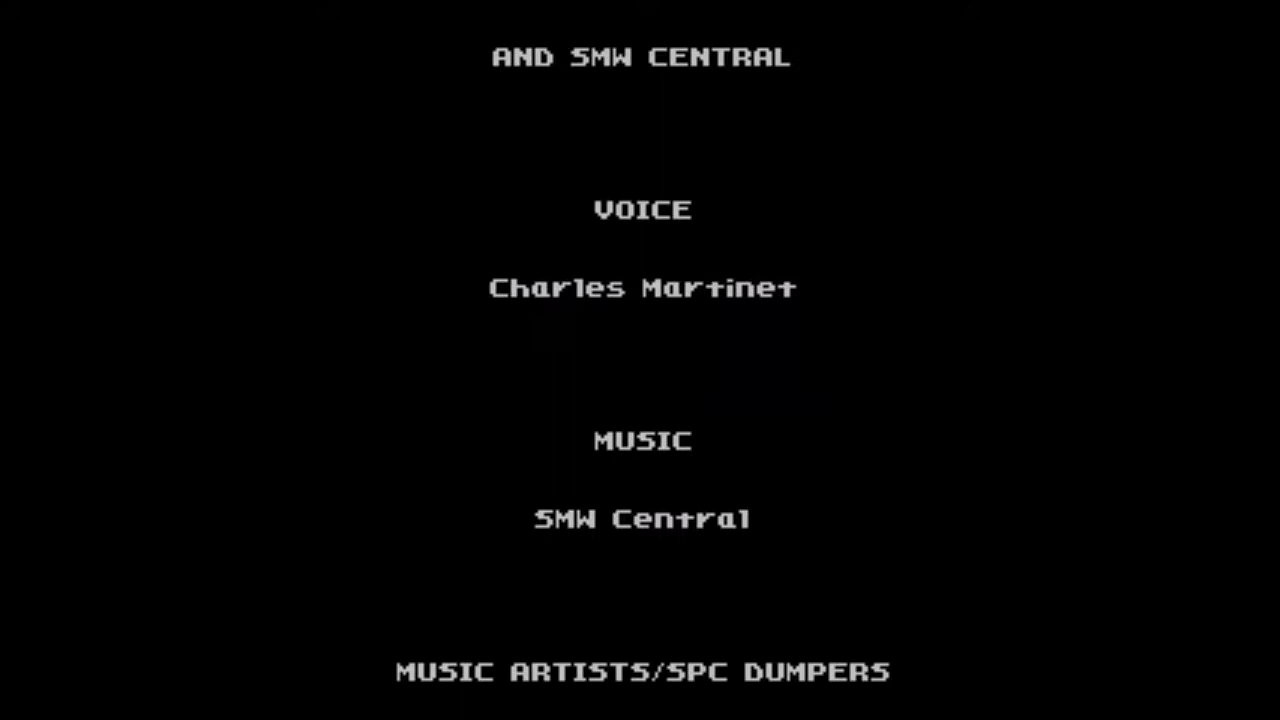 AND SMW CENTRAL
VOICE
Charles Martinet
MUSIC
SMW Central
MUSIC ARTISTS/SPC DUMPERS